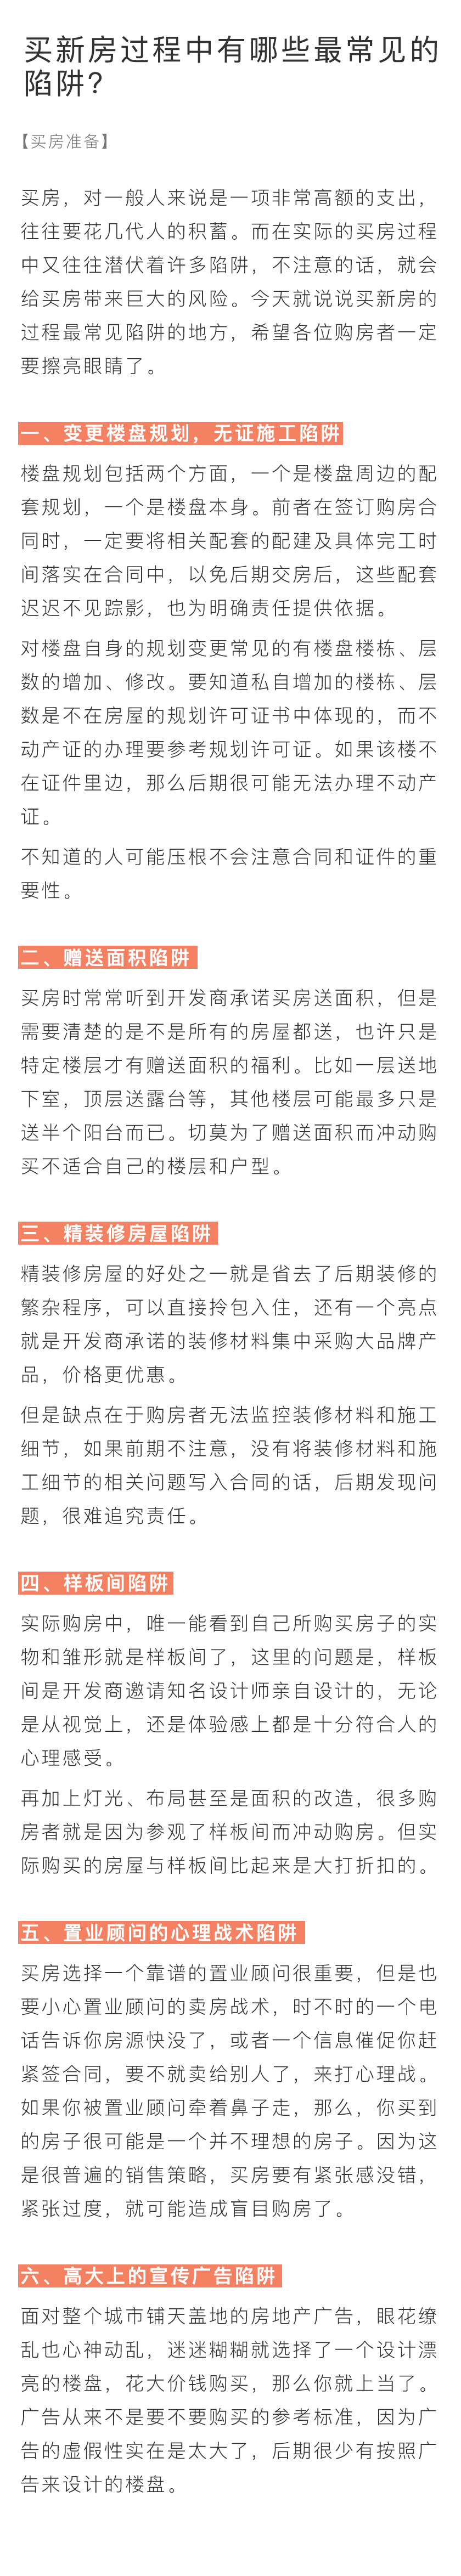 买新房过程中有哪些最常见的
陷阱？
【买房准备】
买房，对一般人来说是一项非常高额的支出，
往往要花几代人的积蓄。而在实际的买房过程
中又往往潜伏着许多陷阱，不注意的话，就会
给买房带来巨大的风险。今天就说说买新房的
过程最常见陷阱的地方，希望各位购房者一定
要擦亮眼睛了。
一、变更楼盘规划，无证施工陷阱
楼盘规划包括两个方面，一个是楼盘周边的配
套规划，一个是楼盘本身。前者在签订购房合
同时，一定要将相关配套的配建及具体完工时
间落实在合同中，以免后期交房后，这些配套
迟迟不见踪影，也为明确责任提供依据。
对楼盘自身的规划变更常见的有楼盘楼栋、层
数的增加、修改。要知道私自增加的楼栋、层
数是不在房屋的规划许可证书中体现的，而不
动产证的办理要参考规划许可证。如果该楼不
在证件里边，那么后期很可能无法办理不动产
证。
不知道的人可能压根不会注意合同和证件的重
要性。
二、赠送面积陷阱
买房时常常听到开发商承诺买房送面积，但是
需要清楚的是不是所有的房屋都送，也许只是
特定楼层才有赠送面积的福利。比如一层送地
下室，顶层送露台等，其他楼层可能最多只是
送半个阳台而已。切莫为了赠送面积而冲动购
买不适合自己的楼层和户型。
三、精装修房屋陷阱
精装修房屋的好处之一就是省去了后期装修的
繁杂程序，可以直接拎包入住，还有一个亮点
就是开发商承诺的装修材料集中采购大品牌产
品，价格更优惠。
但是缺点在于购房者无法监控装修材料和施工
细节，如果前期不注意，没有将装修材料和施
工细节的相关问题写入合同的话，后期发现问
题，很难追究责任。
四、样板间陷阱
实际购房中，唯一能看到自己所购买房子的实
物和雏形就是样板间了，这里的问题是，样板
间是开发商邀请知名设计师亲自设计的，无论
是从视觉上，还是体验感上都是十分符合人的
心理感受。
再加上灯光、布局甚至是面积的改造，很多购
房者就是因为参观了样板间而冲动购房。但实
际购买的房屋与样板间比起来是大打折扣的。
五、置业顾问的心理战术陷阱
买房选择一个靠谱的置业顾问很重要，但是也
要小心置业顾问的卖房战术，时不时的一个电
话告诉你房源快没了，或者一个信息催促你赶
紧签合同，要不就卖给别人了，来打心理战。
如果你被置业顾问牵着鼻子走，那么，你买到
的房子很可能是一个并不理想的房子。因为这
是很普遍的销售策略，买房要有紧张感没错，
紧张过度，就可能造成盲目购房了。
六、高大上的宣传广告陷阱
面对整个城市铺天盖地的房地产广告，眼花缭
乱也心神动乱，迷迷糊糊就选择了一个设计漂
亮的楼盘，花大价钱购买，那么你就上当了。
广告从来不是要不要购买的参考标准，因为广
告的虚假性实在是太大了，后期很少有按照广
告来设计的楼盘。